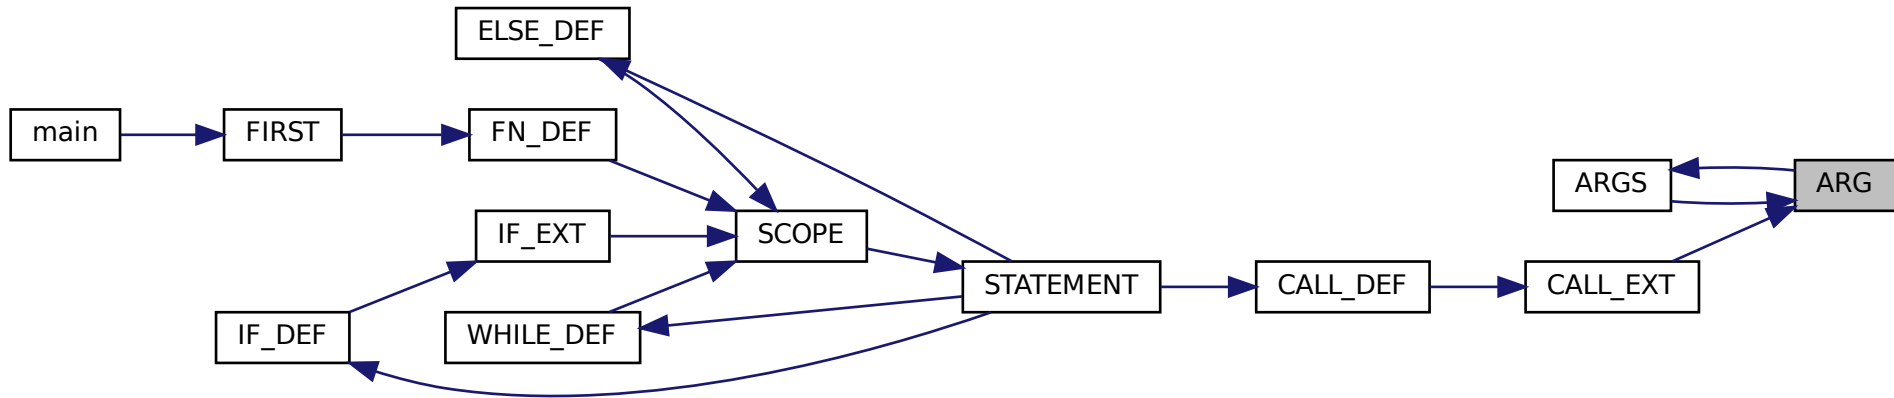 ELSE_DEF
main
FIRST
FN_DEF
ARGS
ARG
IF_EXT
SCOPE
STATEMENT
CALL_DEF
CALL_EXT
IF_DEF
WHILE_DEF